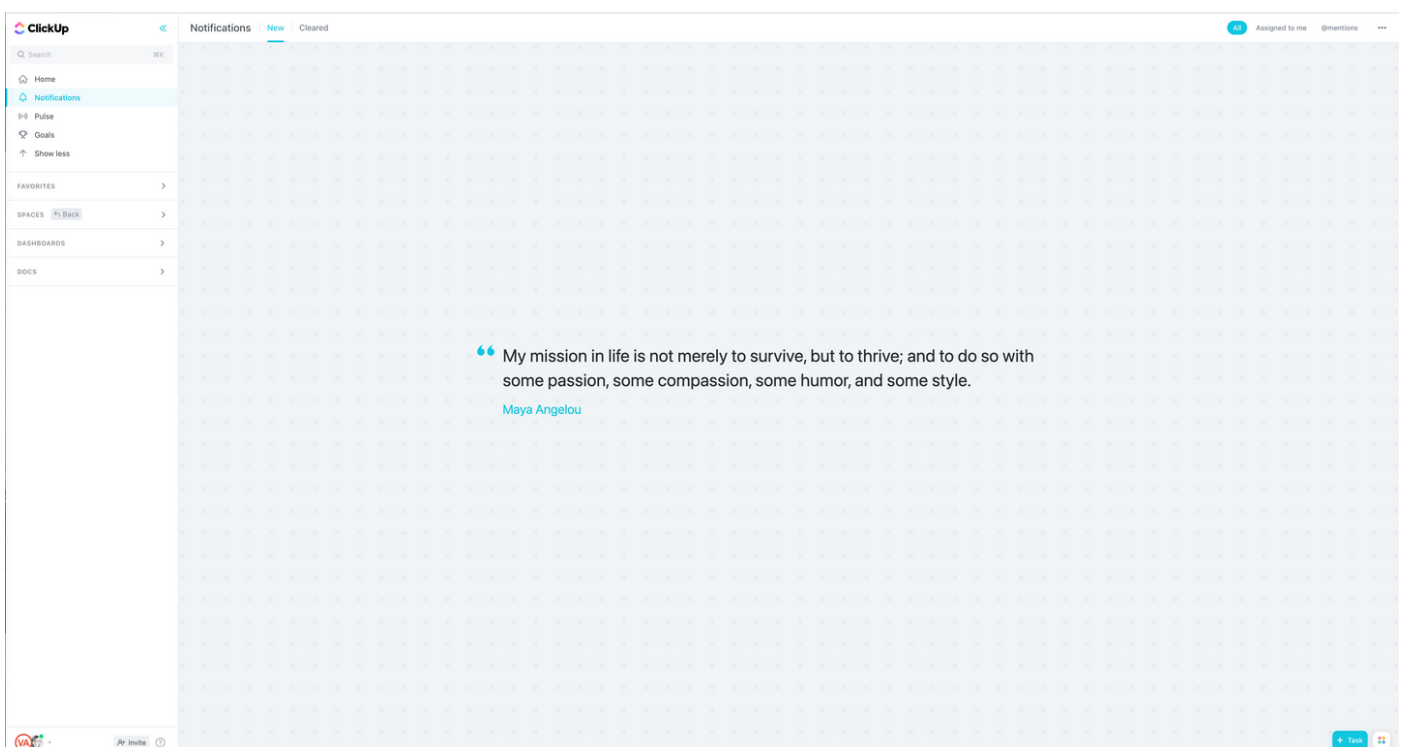 ClickUp
Notifications New Cleared
All Assigned to me @mentions
Search ⌘K
Home
Notifications
Pulse
Goals
Show less
FAVORITES
SPACES Back
DASHBOARDS
DOCS
My mission in life is not merely to survive, but to thrive; and to do so with
some passion, some compassion, some humor, and some style.
Maya Angelou
VA
Invite
+ Task